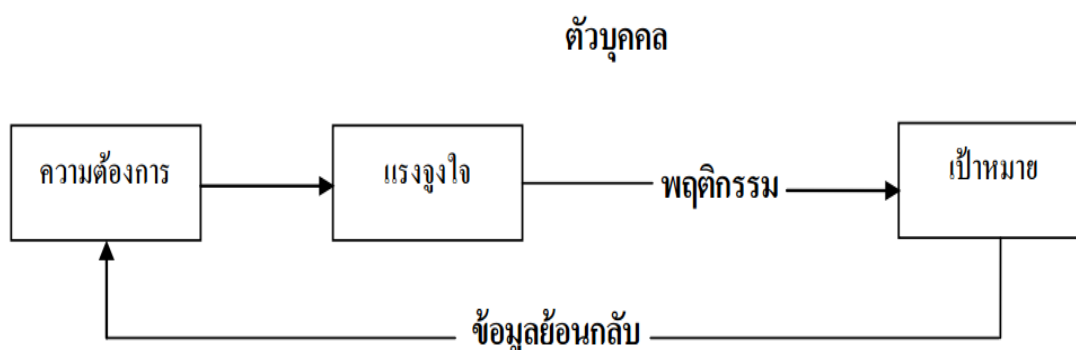 ตัวบุคคล
ความต้องการ
แรงจูงใจ
พฤติกรรม
เป้าหมาย
ข้อมูลย้อนกลับ